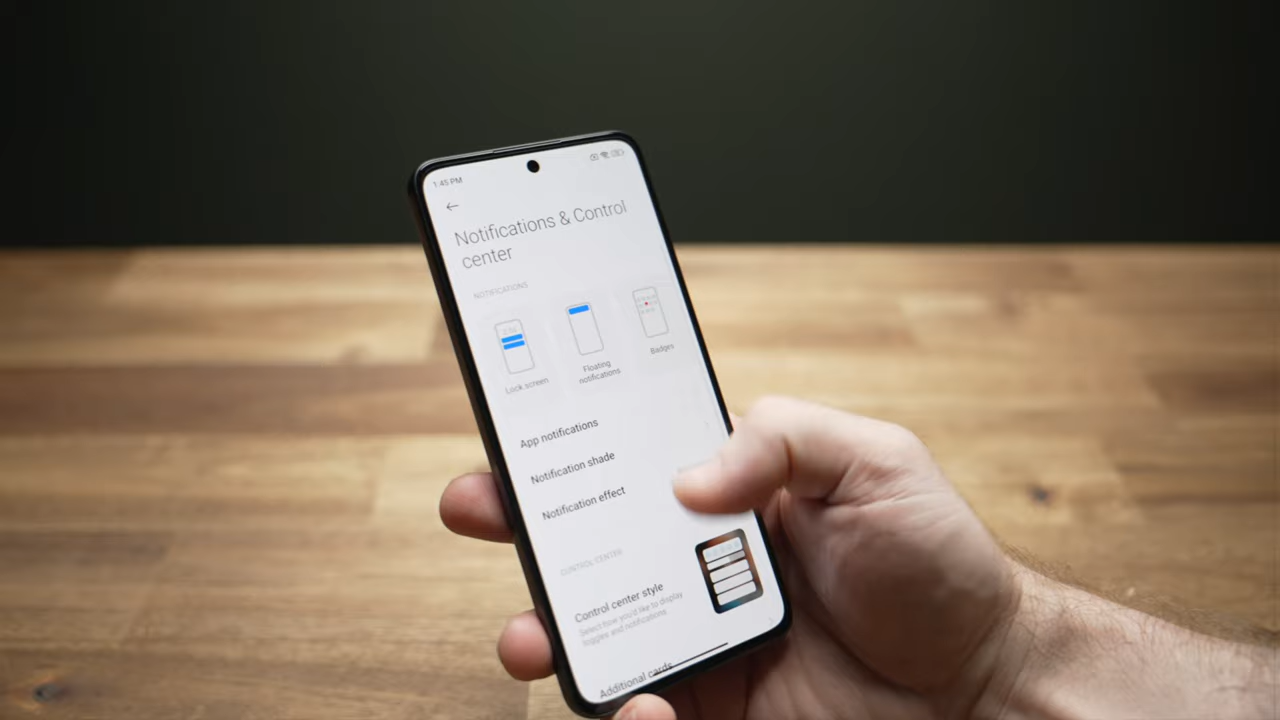 1:45 PM
Notifications & Control
center
NOTIFICATIONS
Lock screen
Floating
notifications
Badges
App notifications
Notification shade
Notification effect
CONTROL CENTER
Control center style
Select how you'd like to display
toggles and notifications.
Additional cards